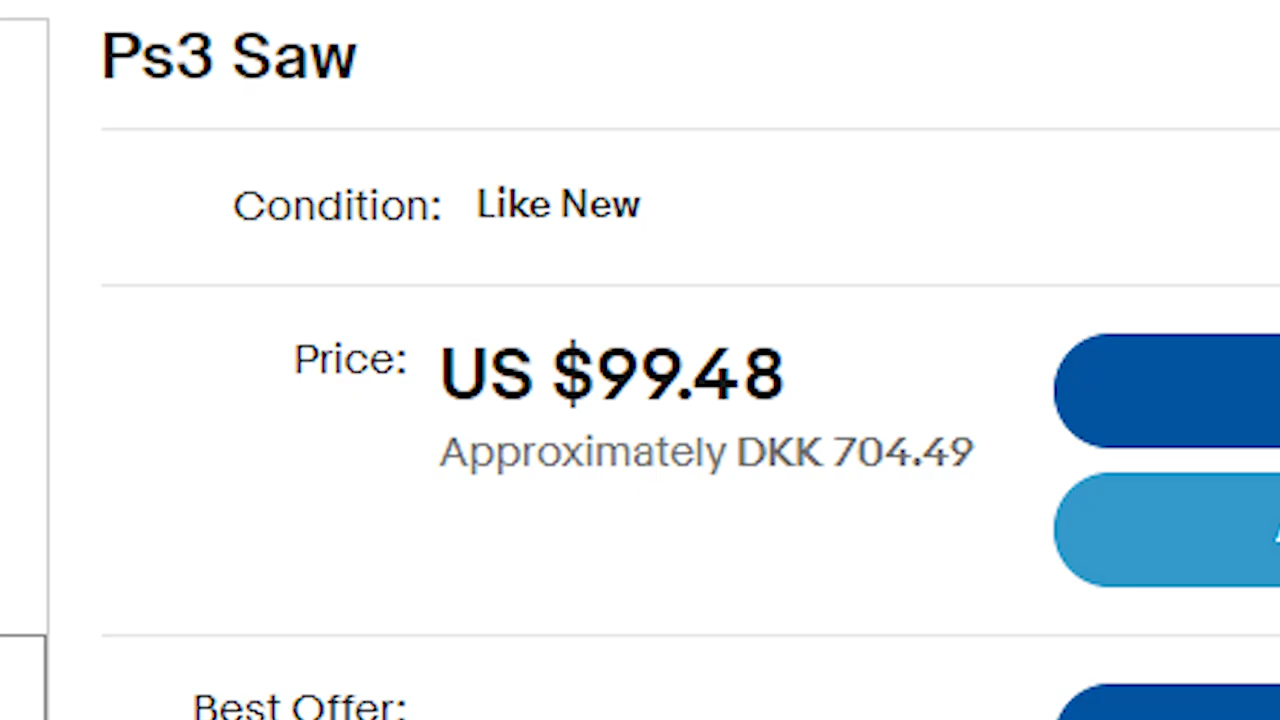 Ps3 Saw
Condition: Like New
Price: US $99.48
Approximately DKK 704.49
Best Offer: